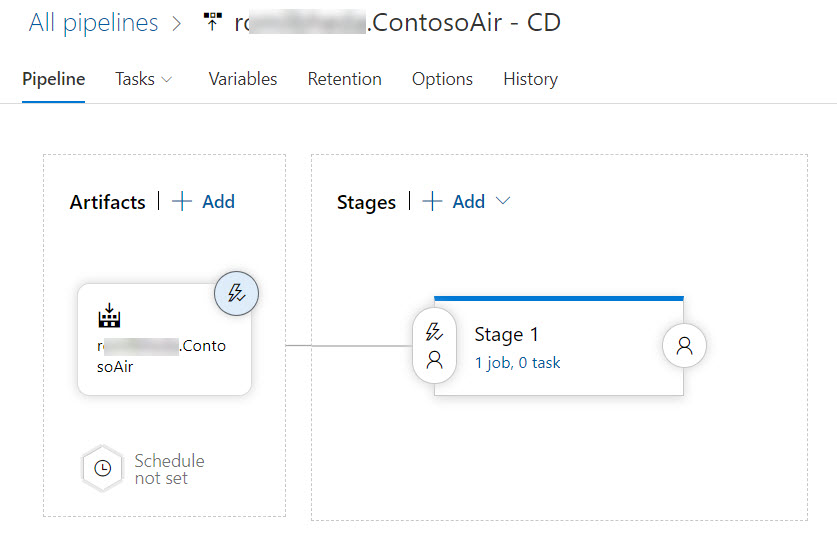 All pipelines > .ContosoAir - CD
Pipeline Tasks Variables Retention Options History
Artifacts | + Add
Stages | + Add
.Conto
soAir
Stage 1
1 job, 0 task
Schedule
not set